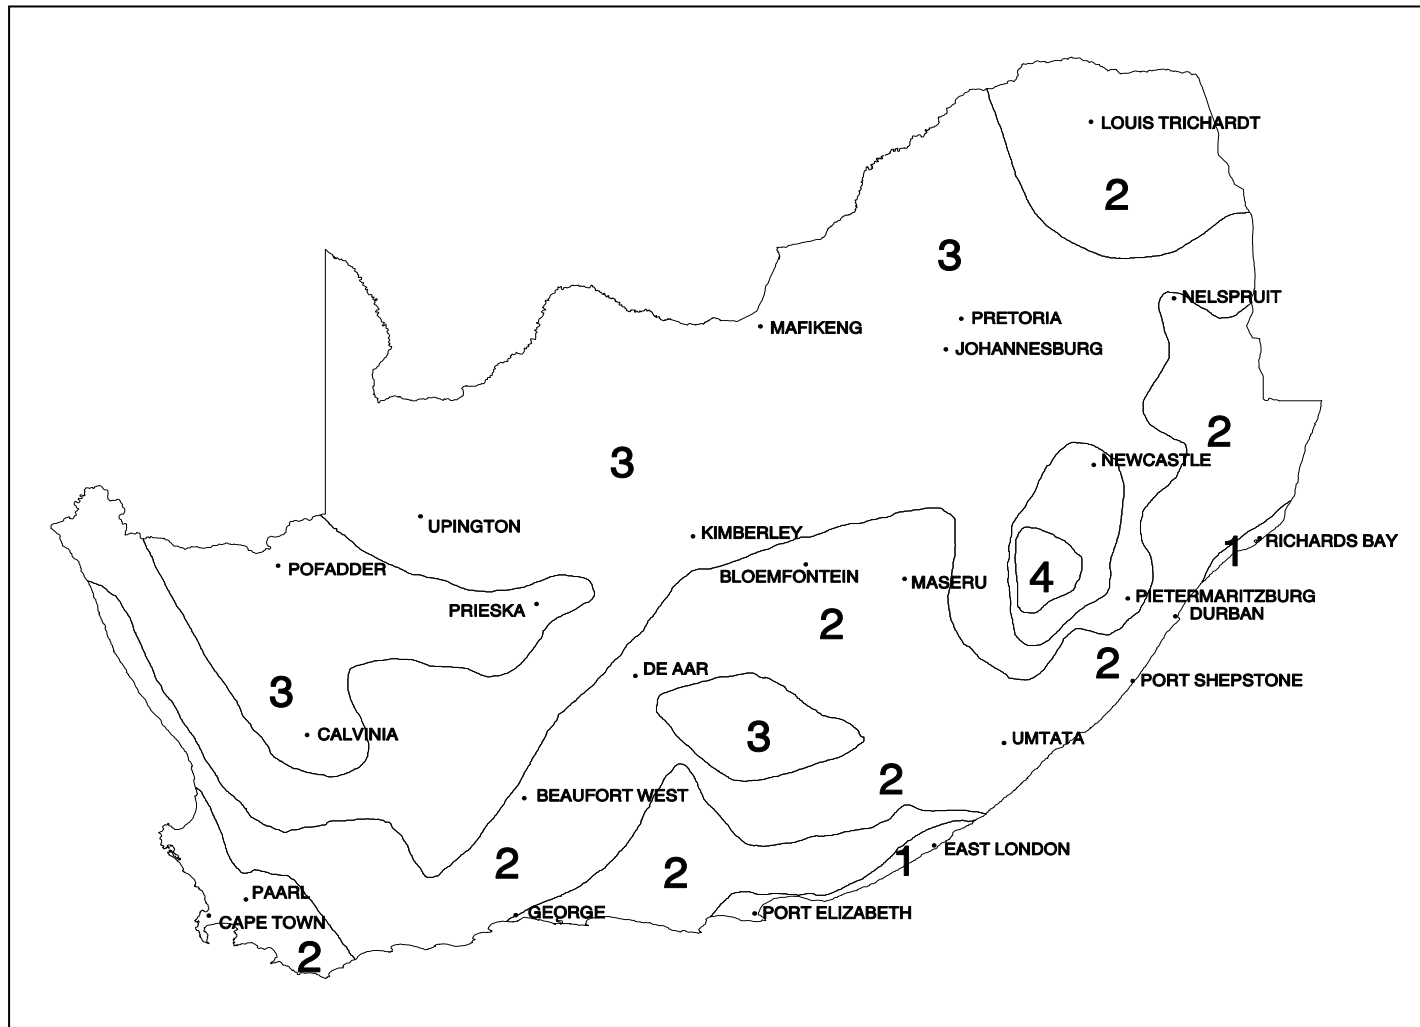 LOUIS TRICHARDT
2
3
NELSPRUIT
PRETORIA
MAFIKENG
JOHANNESBURG
2
3
NEWCASTLE
UPINGTON
KIMBERLEY
RICHARDS BAY
1
POFADDER
BLOEMFONTEIN
4
MASERU
PRIESKA
PIETERMARITZBURG
DURBAN
2
2
DE AAR
PORT SHEPSTONE
3
CALVINIA
3
UMTATA
2
BEAUFORT WEST
EAST LONDON
1
2
2
PAARL
GEORGE
PORT ELIZABETH
CAPE TOWN
2